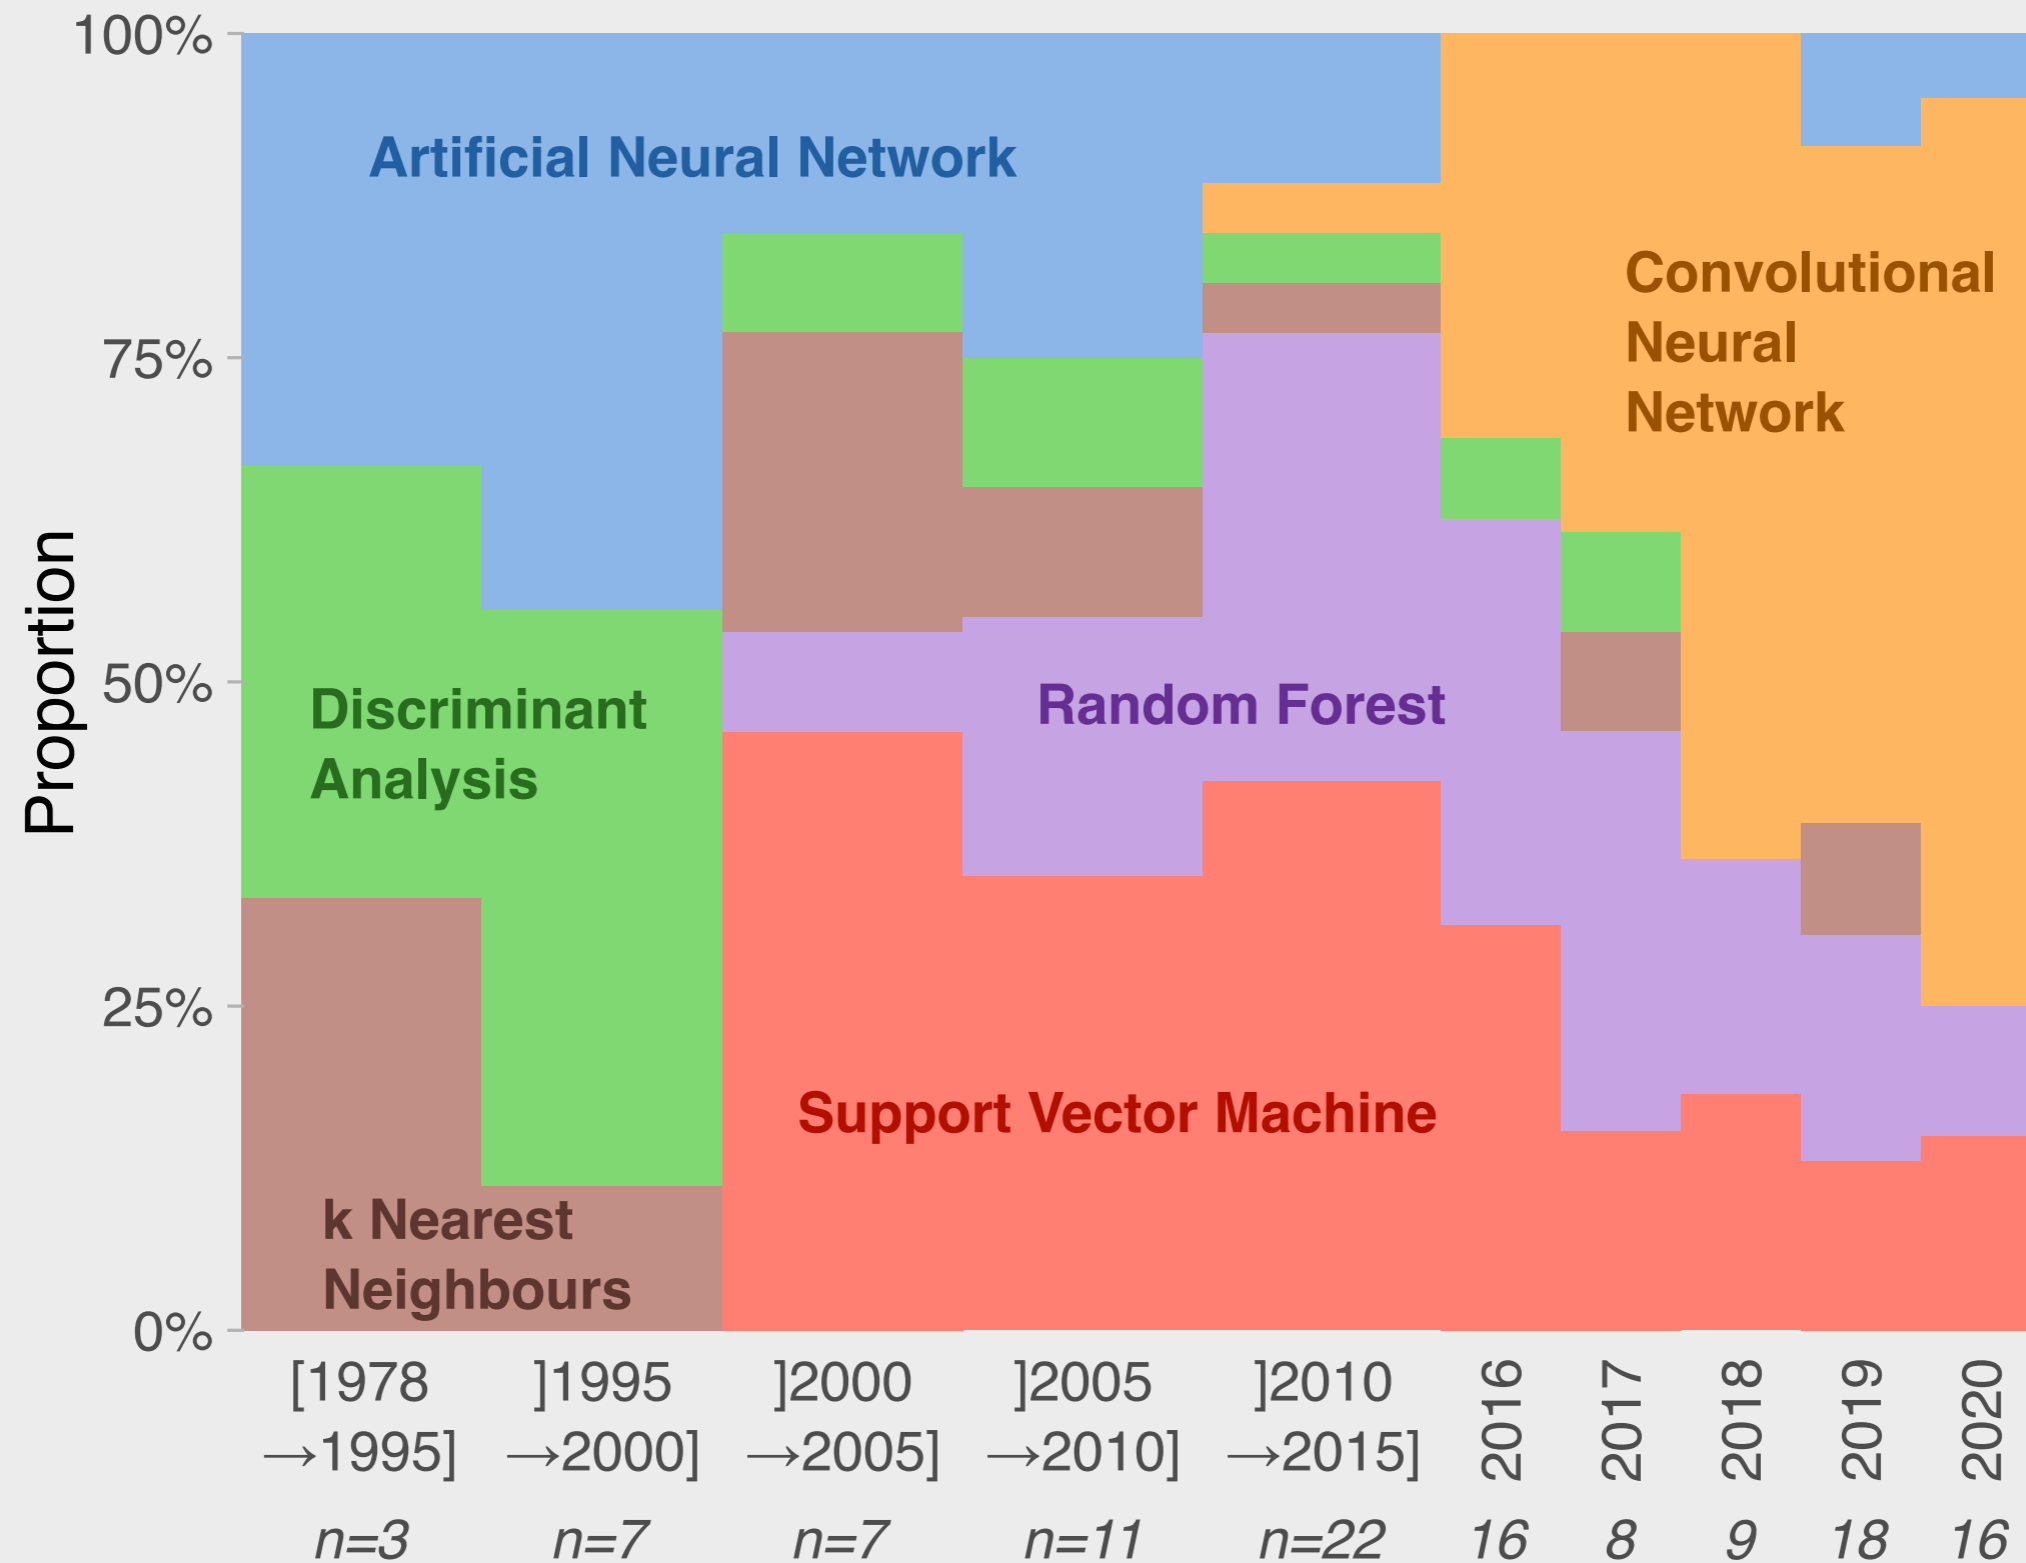 100%
75%
50%
25%
0%
Proportion
Artificial Neural Network
Convolutional
Neural
Network
Discriminant
Analysis
Random Forest
Support Vector Machine
k Nearest
Neighbours
[1978
→1995]
]1995
→2000]
]2000
→2005]
]2005
→2010]
]2010
→2015]
2016
2017
2018
2019
2020
n=3
n=7
n=7
n=11
n=22
16
8
9
18
16